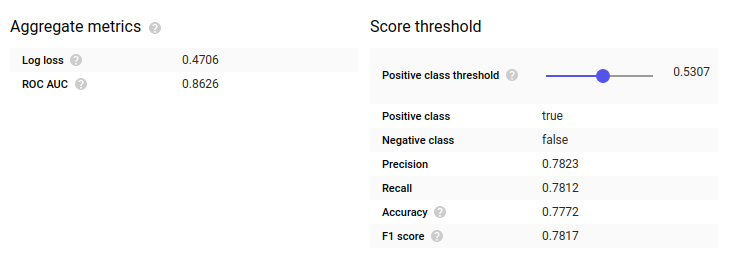 Aggregate metrics
Log loss 0.4706
ROC AUC 0.8626
Score threshold
Positive class threshold 0.5307
Positive class true
Negative class false
Precision 0.7823
Recall 0.7812
Accuracy 0.7772
F1 score 0.7817